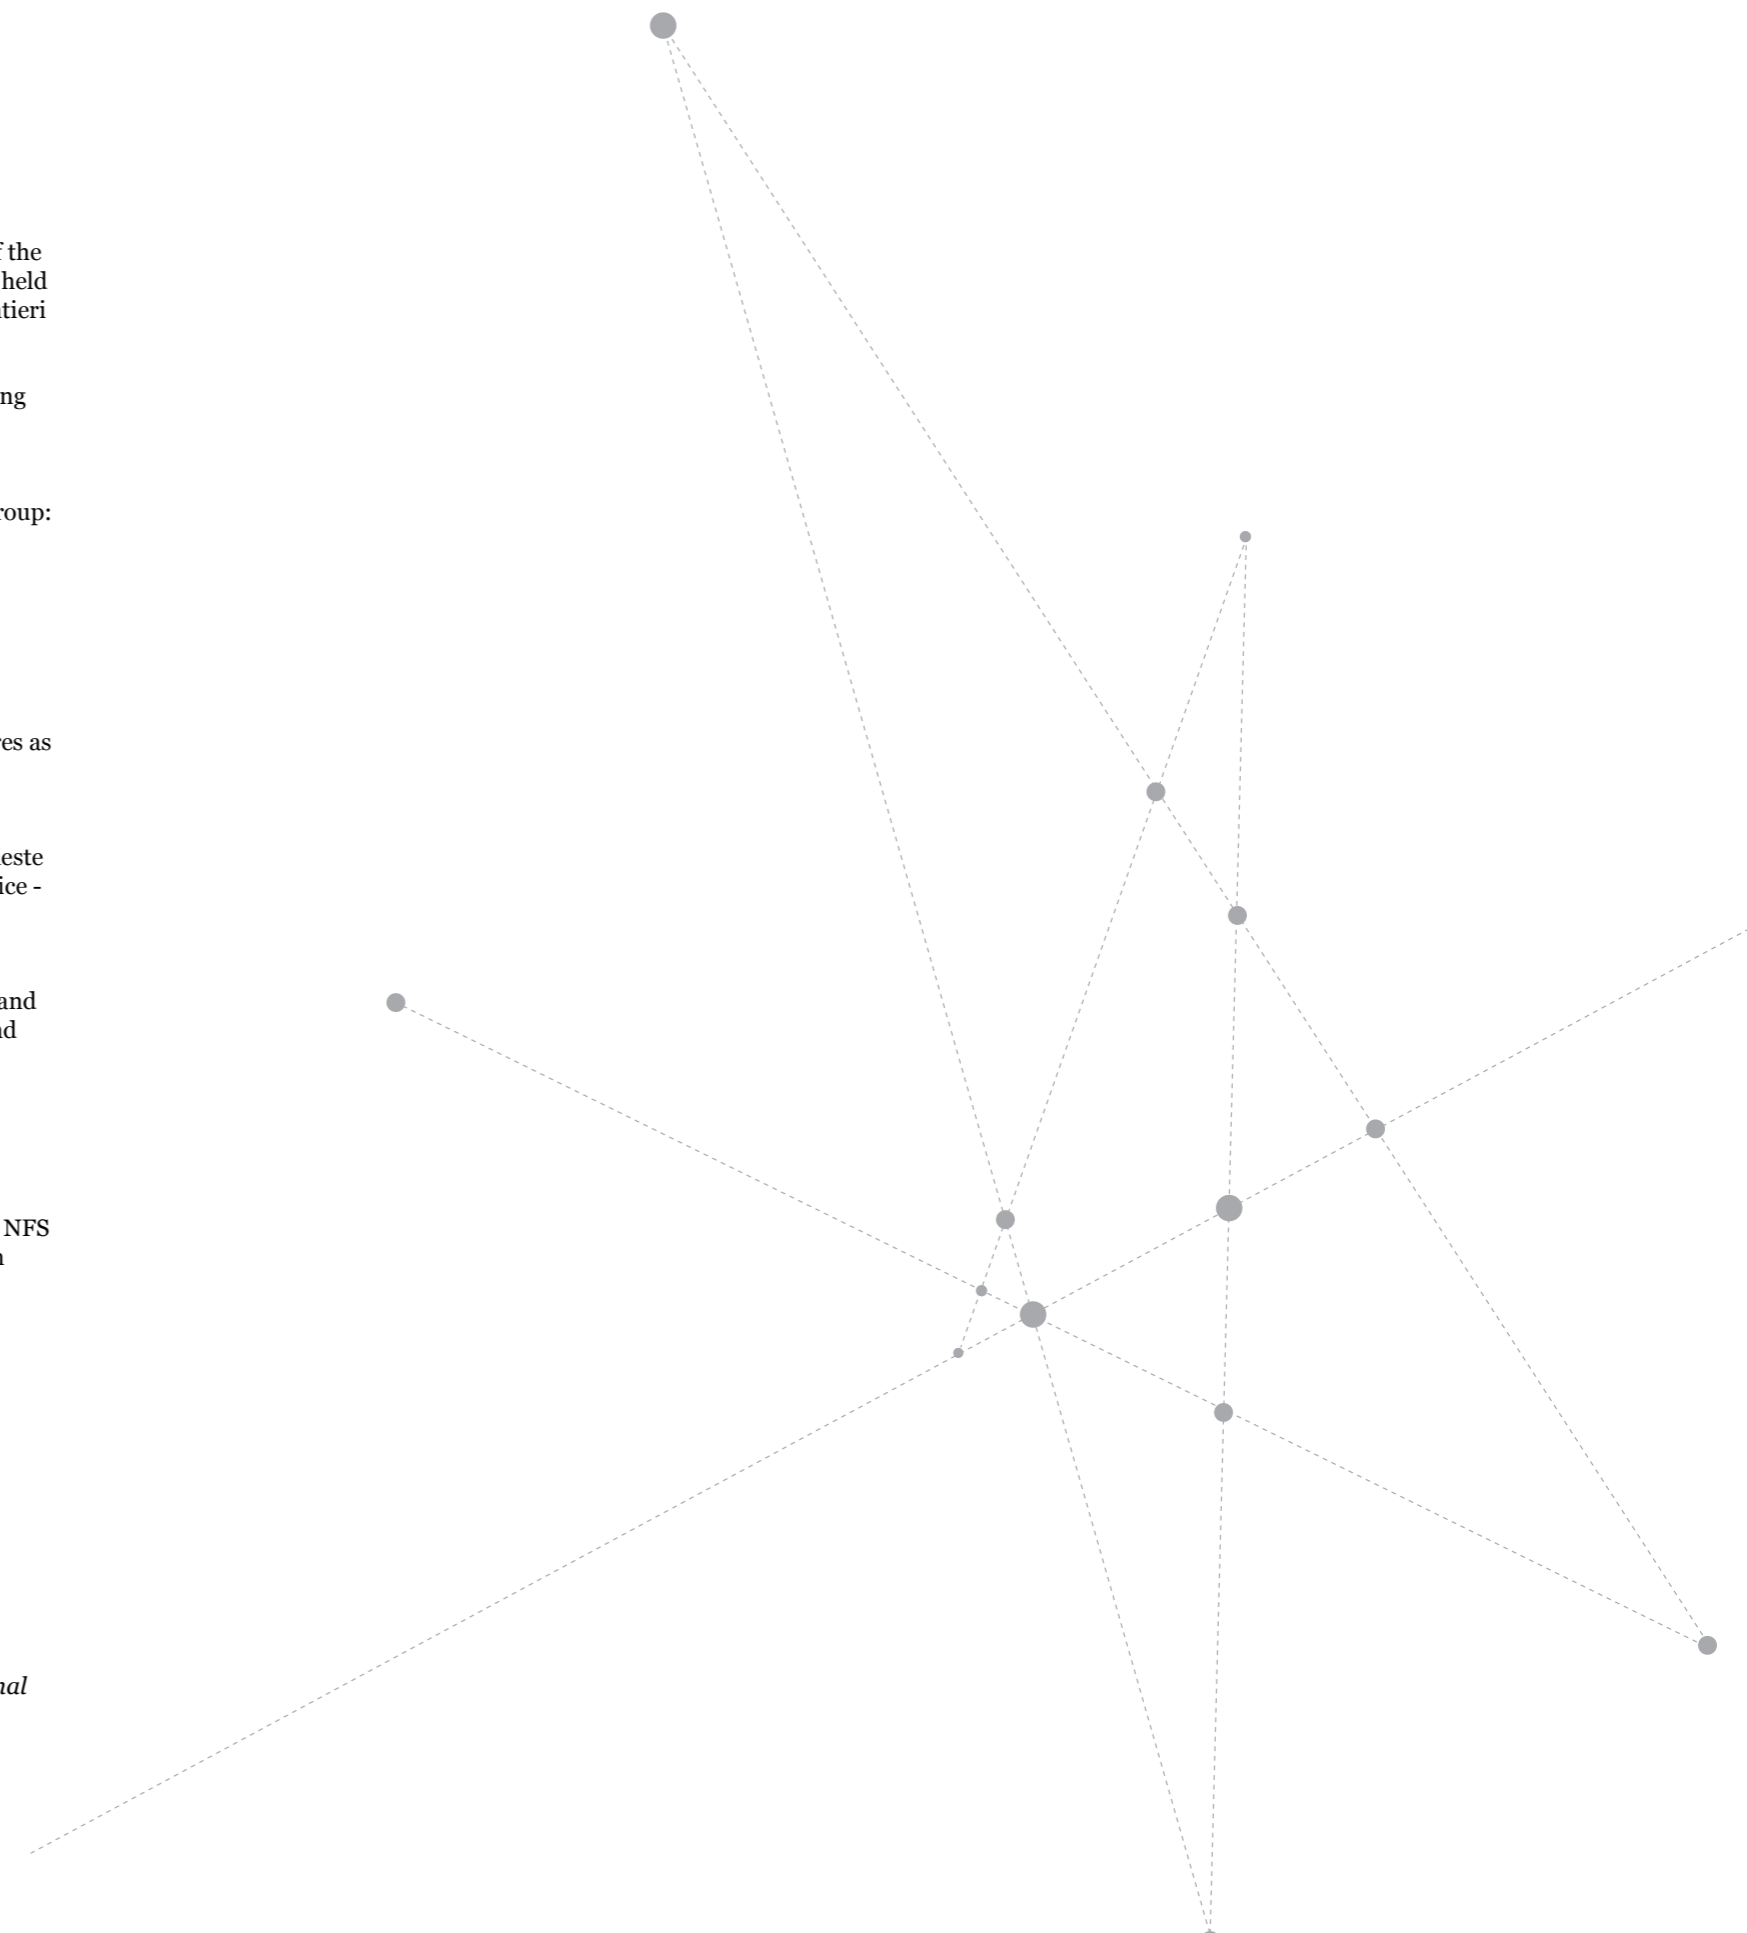 f the
held
tieri
ng
roup:
res as
este
ice -
and
nd
NFS
n
nal